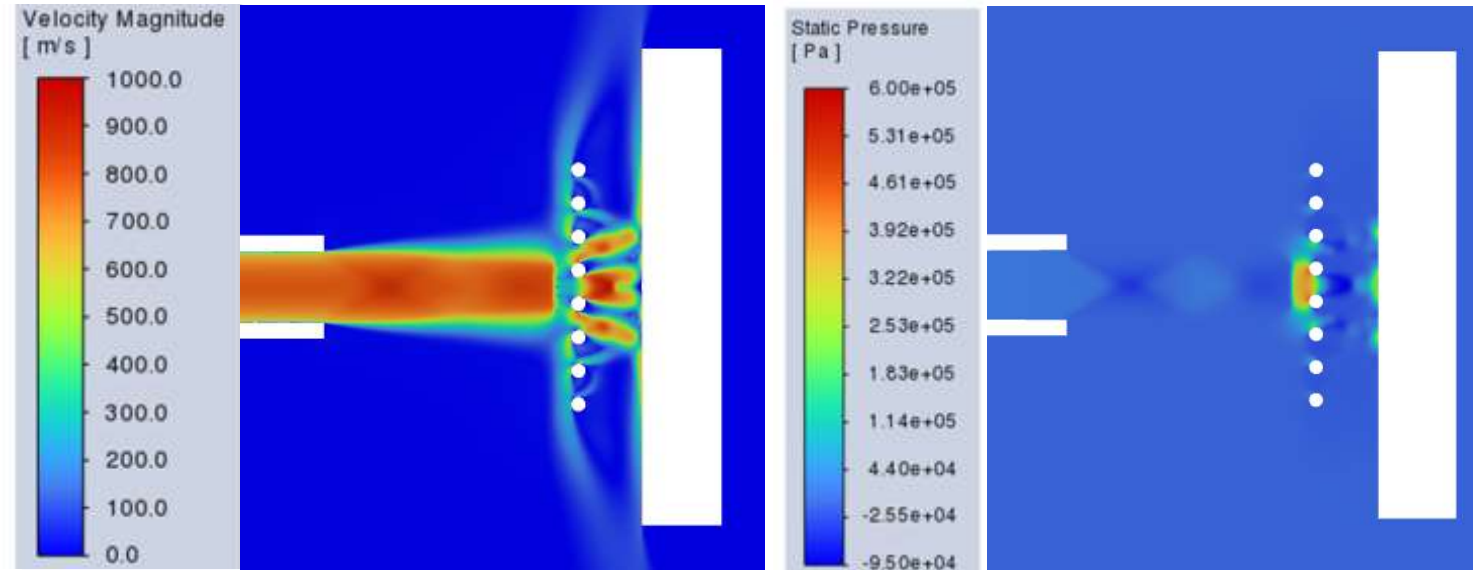 Velocity Magnitude
[ m/s ]
1000.0
900.0
800.0
700.0
600.0
500.0
400.0
300.0
200.0
100.0
0.0
Static Pressure
[ Pa ]
6.00e+05
5.31e+05
4.61e+05
3.92e+05
3.22e+05
2.53e+05
1.83e+05
1.14e+05
4.40e+04
-2.55e+04
-9.50e+04